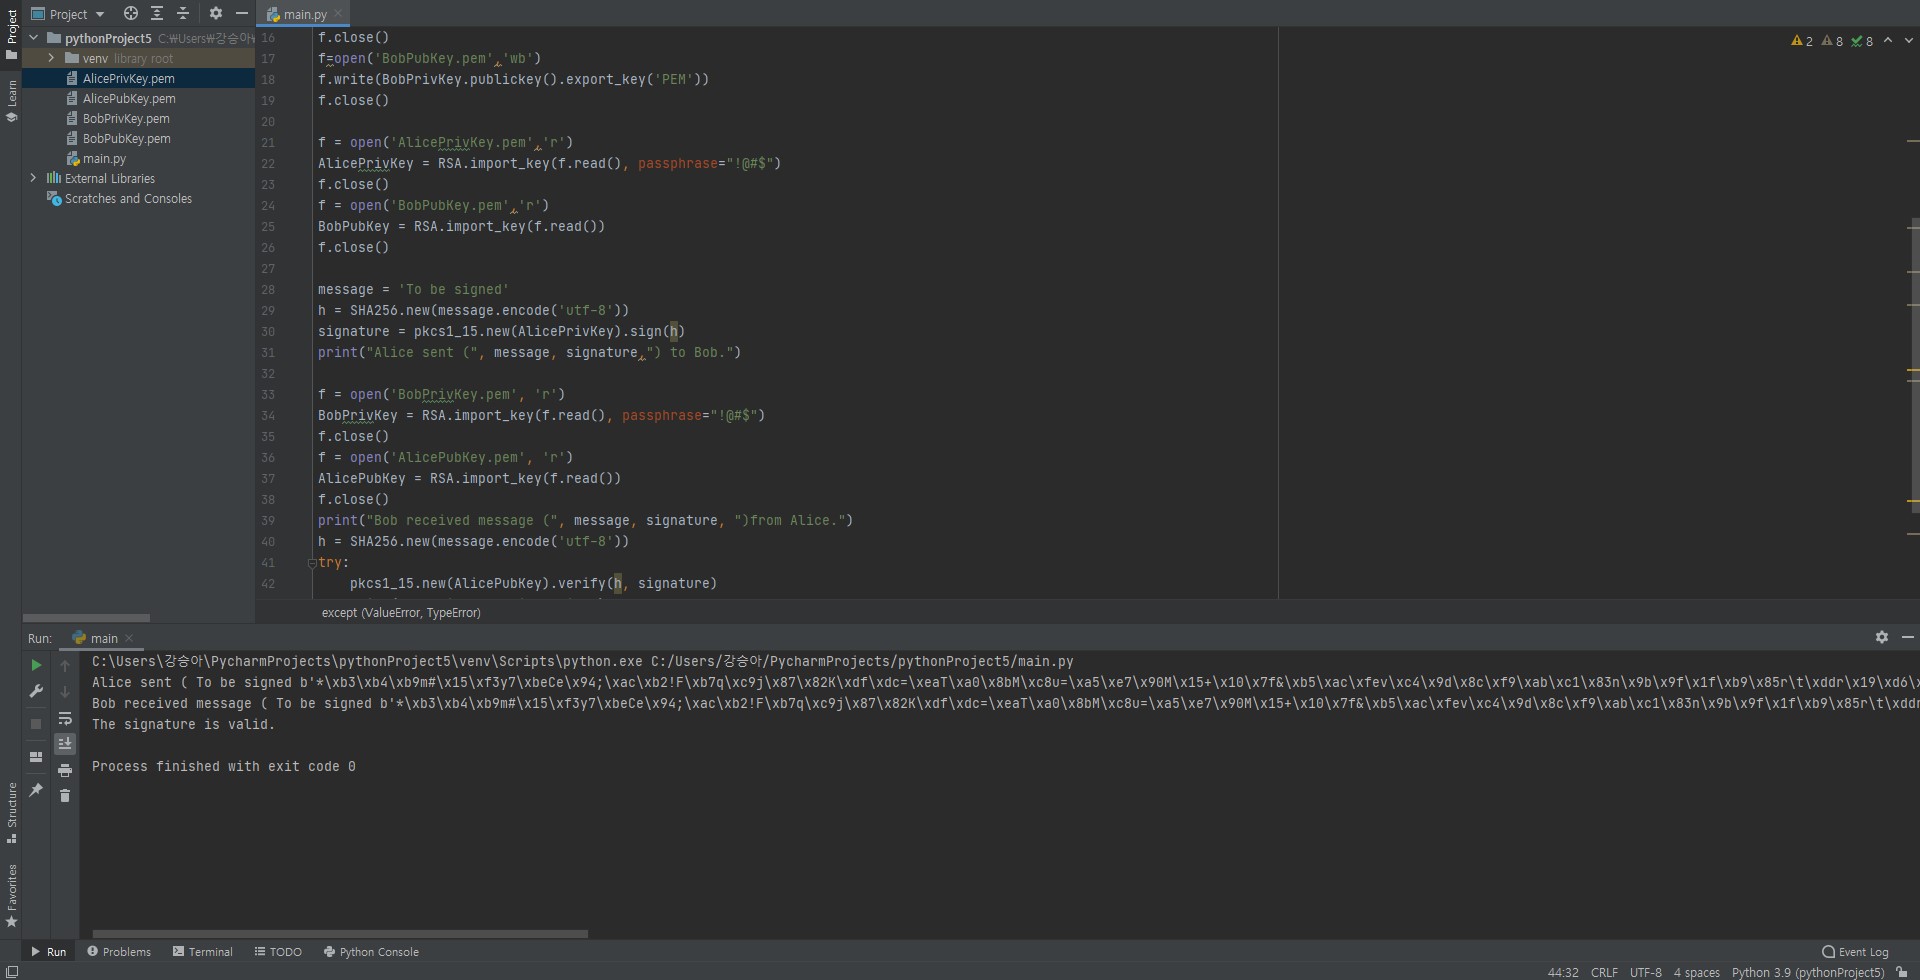 Project
main.py
pythonProject5 C:₩Users₩강승아₩
venv library root
AlicePrivKey.pem
AlicePubKey.pem
BobPrivKey.pem
BobPubKey.pem
main.py
External Libraries
Scratches and Consoles
Project
Learn
Structure
Favorites
2 8 8
16 f.close()
17 f=open('BobPubKey.pem','wb')
18 f.write(BobPrivKey.publickey().export_key('PEM'))
19 f.close()
20
21 f = open('AlicePrivKey.pem','r')
22 AlicePrivKey = RSA.import_key(f.read(), passphrase="!@#$")
23 f.close()
24 f = open('BobPubKey.pem','r')
25 BobPubKey = RSA.import_key(f.read())
26 f.close()
27
28 message = 'To be signed'
29 h = SHA256.new(message.encode('utf-8'))
30 signature = pkcs1_15.new(AlicePrivKey).sign(h)
31 print("Alice sent (", message, signature,") to Bob.")
32
33 f = open('BobPrivKey.pem', 'r')
34 BobPrivKey = RSA.import_key(f.read(), passphrase="!@#$")
35 f.close()
36 f = open('AlicePubKey.pem', 'r')
37 AlicePubKey = RSA.import_key(f.read())
38 f.close()
39 print("Bob received message (", message, signature, ")from Alice.")
40 h = SHA256.new(message.encode('utf-8'))
41 try:
42 pkcs1_15.new(AlicePubKey).verify(h, signature)
except (ValueError, TypeError)
Run: main
C:\Users\강승아\PycharmProjects\pythonProject5\venv\Scripts\python.exe C:/Users/강승아/PycharmProjects/pythonProject5/main.py
Alice sent ( To be signed b'*\xb3\xb4\xb9m#\x15\xf3y7\xbeCe\x94;\xac\xb2!F\xb7q\xc9j\x87\x82K\xdf\xdc=\xeaT\xa0\x8bM\xc8u=\xa5\xe7\x90M\x15+\x10\x7f&\xb5\xac\xfev\xc4\x9d\x8c\xf9\xab\xc1\x83n\x9b\x9f\x1f\xb9\x85r\t\xddr\x19\xd6\
Bob received message ( To be signed b'*\xb3\xb4\xb9m#\x15\xf3y7\xbeCe\x94;\xac\xb2!F\xb7q\xc9j\x87\x82K\xdf\xdc=\xeaT\xa0\x8bM\xc8u=\xa5\xe7\x90M\x15+\x10\x7f&\xb5\xac\xfev\xc4\x9d\x8c\xf9\xab\xc1\x83n\x9b\x9f\x1f\xb9\x85r\t\xddr
The signature is valid.
Process finished with exit code 0
Run Problems Terminal TODO Python Console Event Log
44:32 CRLF UTF-8 4 spaces Python 3.9 (pythonProject5)